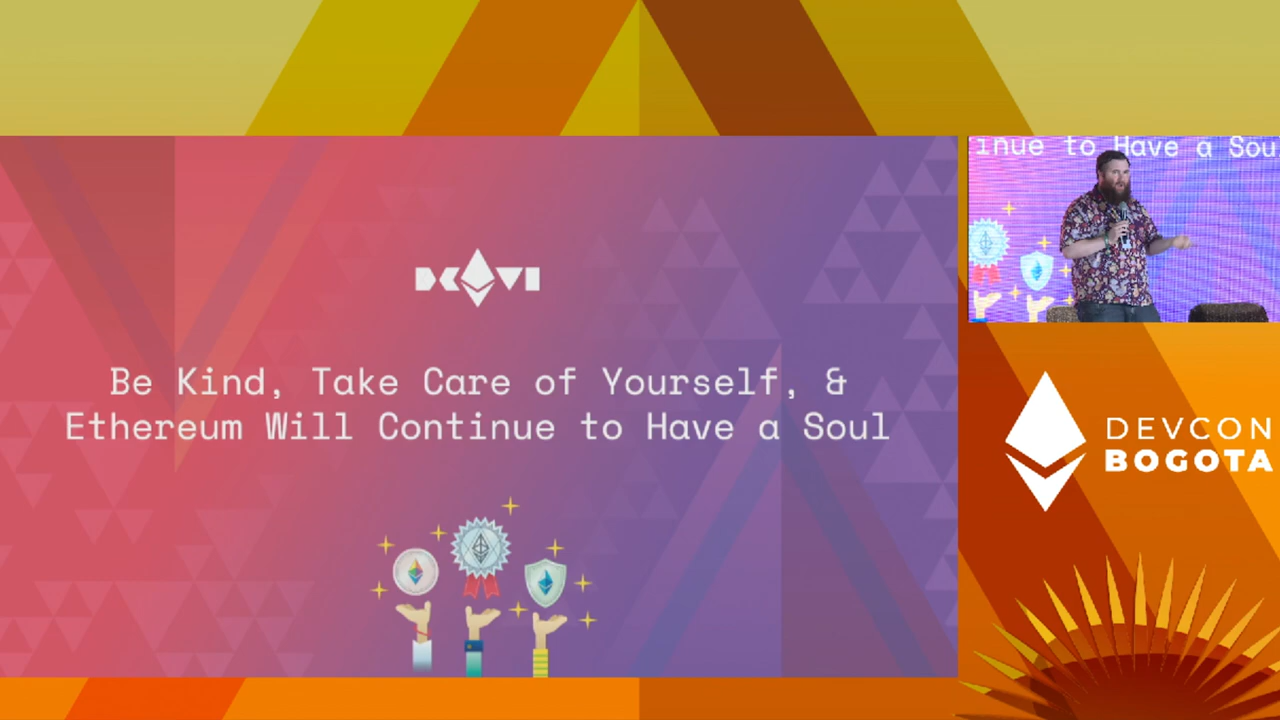 Be Kind, Take Care of Yourself, &
Ethereum Will Continue to Have a Soul
inue to Have a Sou
DEVCON
BOGOTA